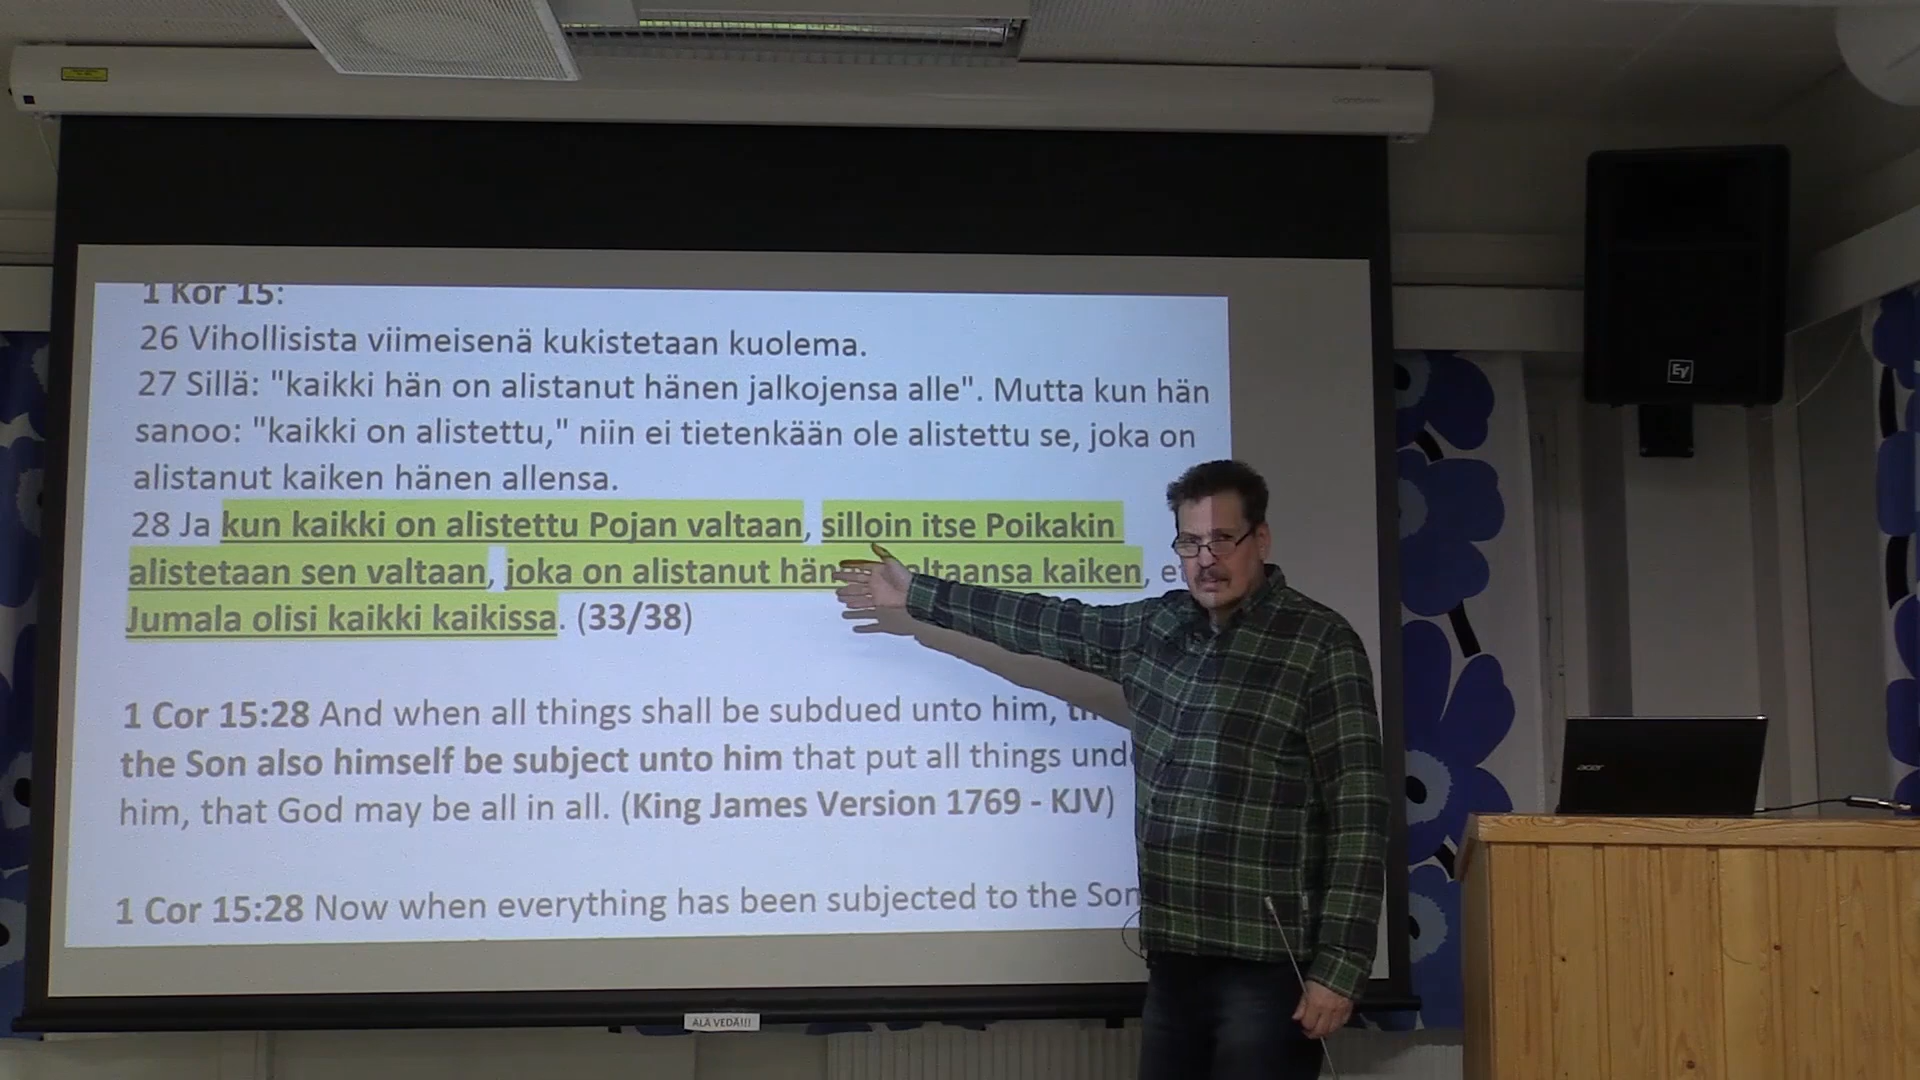 1 Kor 15:
26 Vihollisista viimeisenä kukistetaan kuolema.
27 Sillä: "kaikki hän on alistanut hänen jalkojensa alle". Mutta kun hän
sanoo: "kaikki on alistettu," niin ei tietenkään ole alistettu se, joka on
alistanut kaiken hänen allensa.
28 Ja kun kaikki on alistettu Pojan valtaan, silloin itse Poikakin
alistetaan sen valtaan, joka on alistanut kaiken,
Jumala olisi kaikki kaikissa. (33/38)
1 Cor 15:28 And when all things shall be subdued unto him,
the Son also himself be subject unto him that put all things
him, that God may be all in all. (King James Version 1769 - KJV)
1 Cor 15:28 Now when everything has been subjected to the Son
ÄLÄ VEDÄ!!!
EV
acer